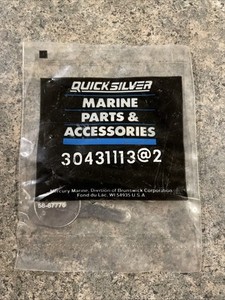 QUICKSILVER
MARINE
PARTS &
ACCESSORIES
30431113@2
Mercury Marine, Division of Brunswick Corporation
Fond du Lac, WI 54935 U S A